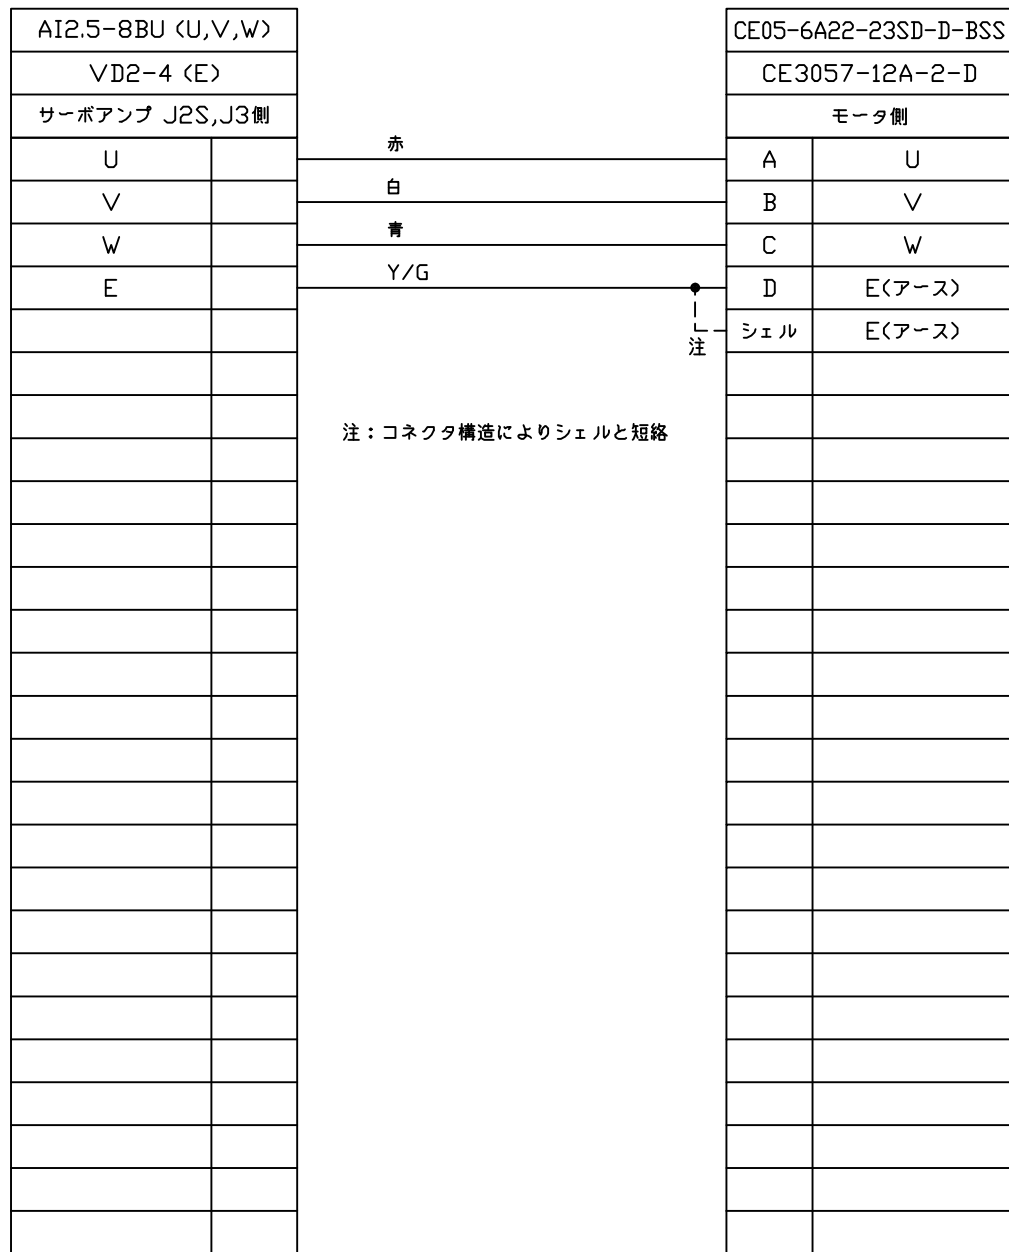 AI2.5-8BU (U,V,W)
VD2-4 (E)
サーボアンプ J2S,J3側
U
V
W
E
赤
白
青
Y/G
注
注：コネクタ構造によりシェルと短絡
CE05-6A22-23SD-D-BSS
CE3057-12A-2-D
モータ側
A U
B V
C W
D E(アース)
シェル E(アース)